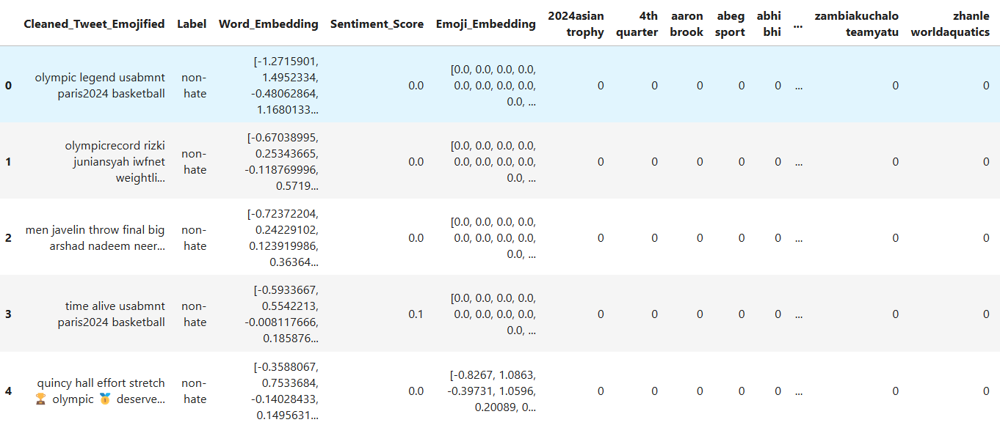 Cleaned_Tweet_Emojified Label Word_Embedding Sentiment_Score Emoji_Embedding 2024asian trophy 4th quarter aaron brook abeg sport abhi bhi ... zambiakuchalo teamyatu zhanle worldaquatics
0 olympic legend usabmnt paris2024 basketball non-hate [-1.2715901, 1.4952334, -0.48062864, 1.1680133... 0.0 [0.0, 0.0, 0.0, 0.0, 0.0, 0.0, 0.0, 0.0, 0.0, ... 0 0 0 0 0 ... 0 0
1 olympicrecord rizki juniansyah iwfnet weightli... non-hate [-0.67038995, 0.25343665, -0.118769996, 0.5719... 0.0 [0.0, 0.0, 0.0, 0.0, 0.0, 0.0, 0.0, 0.0, 0.0, ... 0 0 0 0 0 ... 0 0
2 men javelin throw final big arshad nadeem neer... non-hate [-0.72372204, 0.24229102, 0.123919986, 0.36364... 0.0 [0.0, 0.0, 0.0, 0.0, 0.0, 0.0, 0.0, 0.0, 0.0, ... 0 0 0 0 0 ... 0 0
3 time alive usabmnt paris2024 basketball non-hate [-0.5933667, 0.5542213, -0.008117666, 0.185876... 0.1 [0.0, 0.0, 0.0, 0.0, 0.0, 0.0, 0.0, 0.0, 0.0, ... 0 0 0 0 0 ... 0 0
4 quincy hall effort stretch 🏆 olympic 🥇 deserve... non-hate [-0.3588067, 0.7533684, -0.14028433, 0.1495631... 0.0 [-0.8267, 1.0863, -0.39731, 1.0596, 0.20089, 0... 0 0 0 0 0 ... 0 0